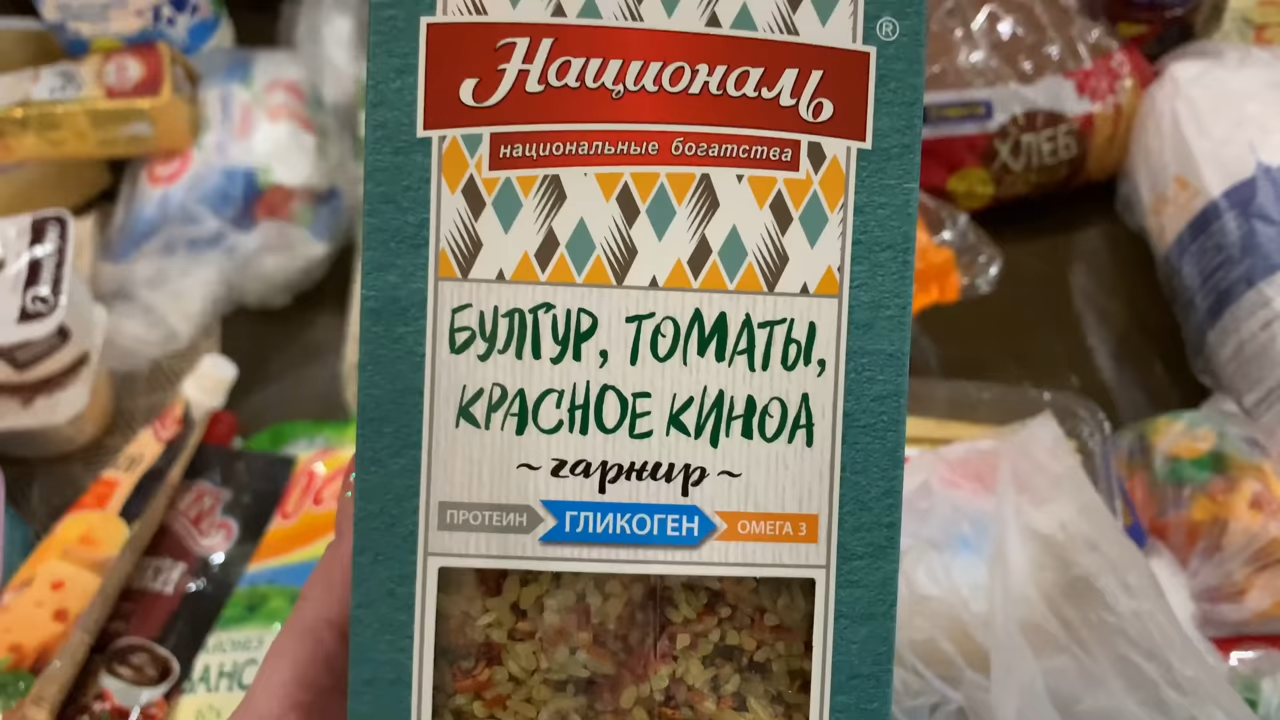 Националь
®
национальные богатства
БУЛГУР, ТОМАТЫ,
КРАСНОЕ КИНОА
~гарнир~
ПРОТЕИН ГЛИКОГЕН ОМЕГА 3
ХЛЕБ